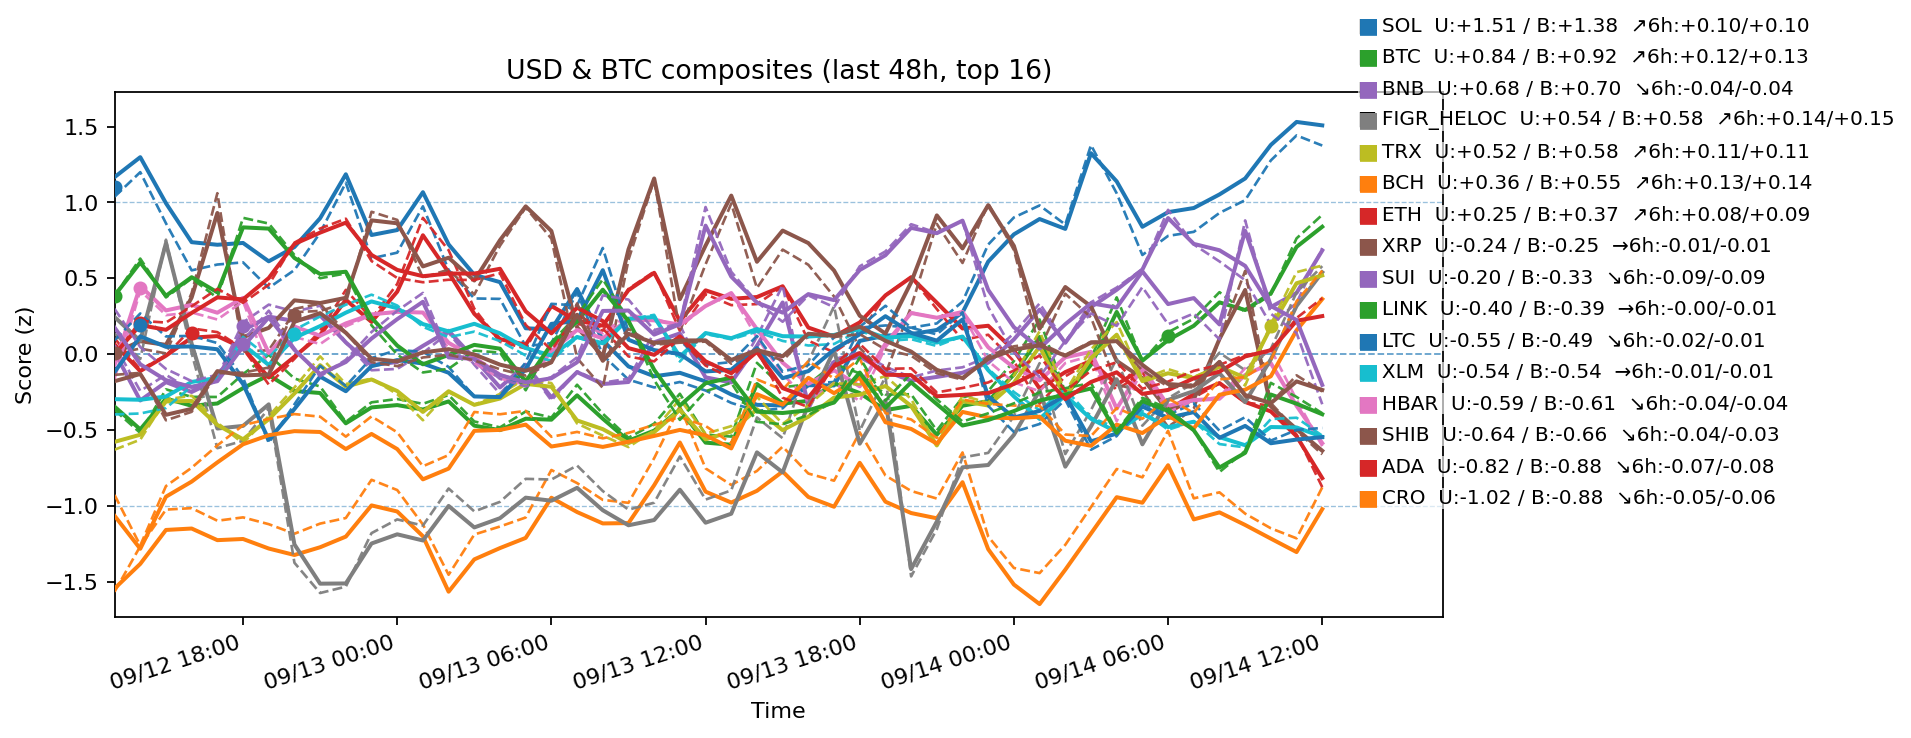 SOL U:+1.51 / B:+1.38 ↗6h:+0.10/+0.10
BTC U:+0.84 / B:+0.92 ↗6h:+0.12/+0.13
BNB U:+0.68 / B:+0.70 ↘6h:-0.04/-0.04
FIGR_HELOC U:+0.54 / B:+0.58 ↗6h:+0.14/+0.15
TRX U:+0.52 / B:+0.58 ↗6h:+0.11/+0.11
BCH U:+0.36 / B:+0.55 ↗6h:+0.13/+0.14
ETH U:+0.25 / B:+0.37 ↗6h:+0.08/+0.09
XRP U:-0.24 / B:-0.25 →6h:-0.01/-0.01
SUI U:-0.20 / B:-0.33 ↘6h:-0.09/-0.09
LINK U:-0.40 / B:-0.39 →6h:-0.00/-0.01
LTC U:-0.55 / B:-0.49 ↘6h:-0.02/-0.01
XLM U:-0.54 / B:-0.54 →6h:-0.01/-0.01
HBAR U:-0.59 / B:-0.61 ↘6h:-0.04/-0.04
SHIB U:-0.64 / B:-0.66 ↘6h:-0.04/-0.03
ADA U:-0.82 / B:-0.88 ↘6h:-0.07/-0.08
CRO U:-1.02 / B:-0.88 ↘6h:-0.05/-0.06
USD & BTC composites (last 48h, top 16)
Score (z)
1.5
1.0
0.5
0.0
−0.5
−1.0
−1.5
09/12 18:00
09/13 00:00
09/13 06:00
09/13 12:00
09/13 18:00
09/14 00:00
09/14 06:00
09/14 12:00
Time